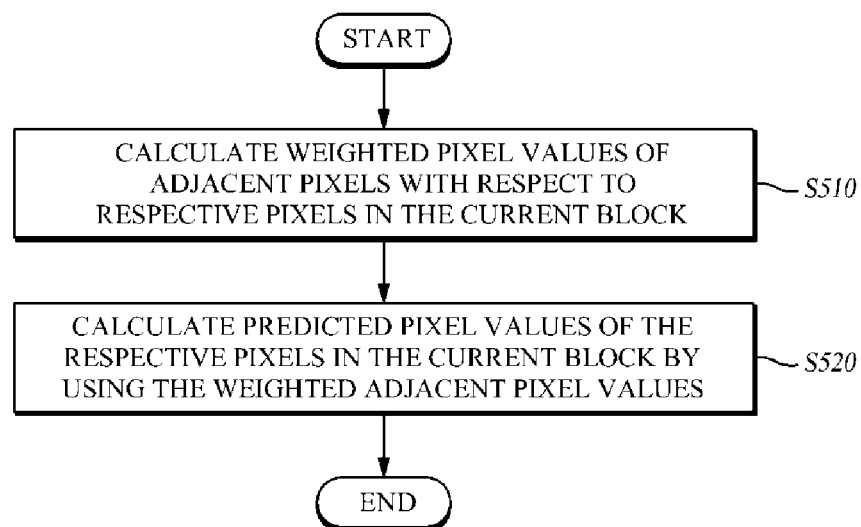 START
CALCULATE WEIGHTED PIXEL VALUES OF
ADJACENT PIXELS WITH RESPECT TO
RESPECTIVE PIXELS IN THE CURRENT BLOCK
S510
CALCULATE PREDICTED PIXEL VALUES OF THE
RESPECTIVE PIXELS IN THE CURRENT BLOCK BY
USING THE WEIGHTED ADJACENT PIXEL VALUES
S520
END